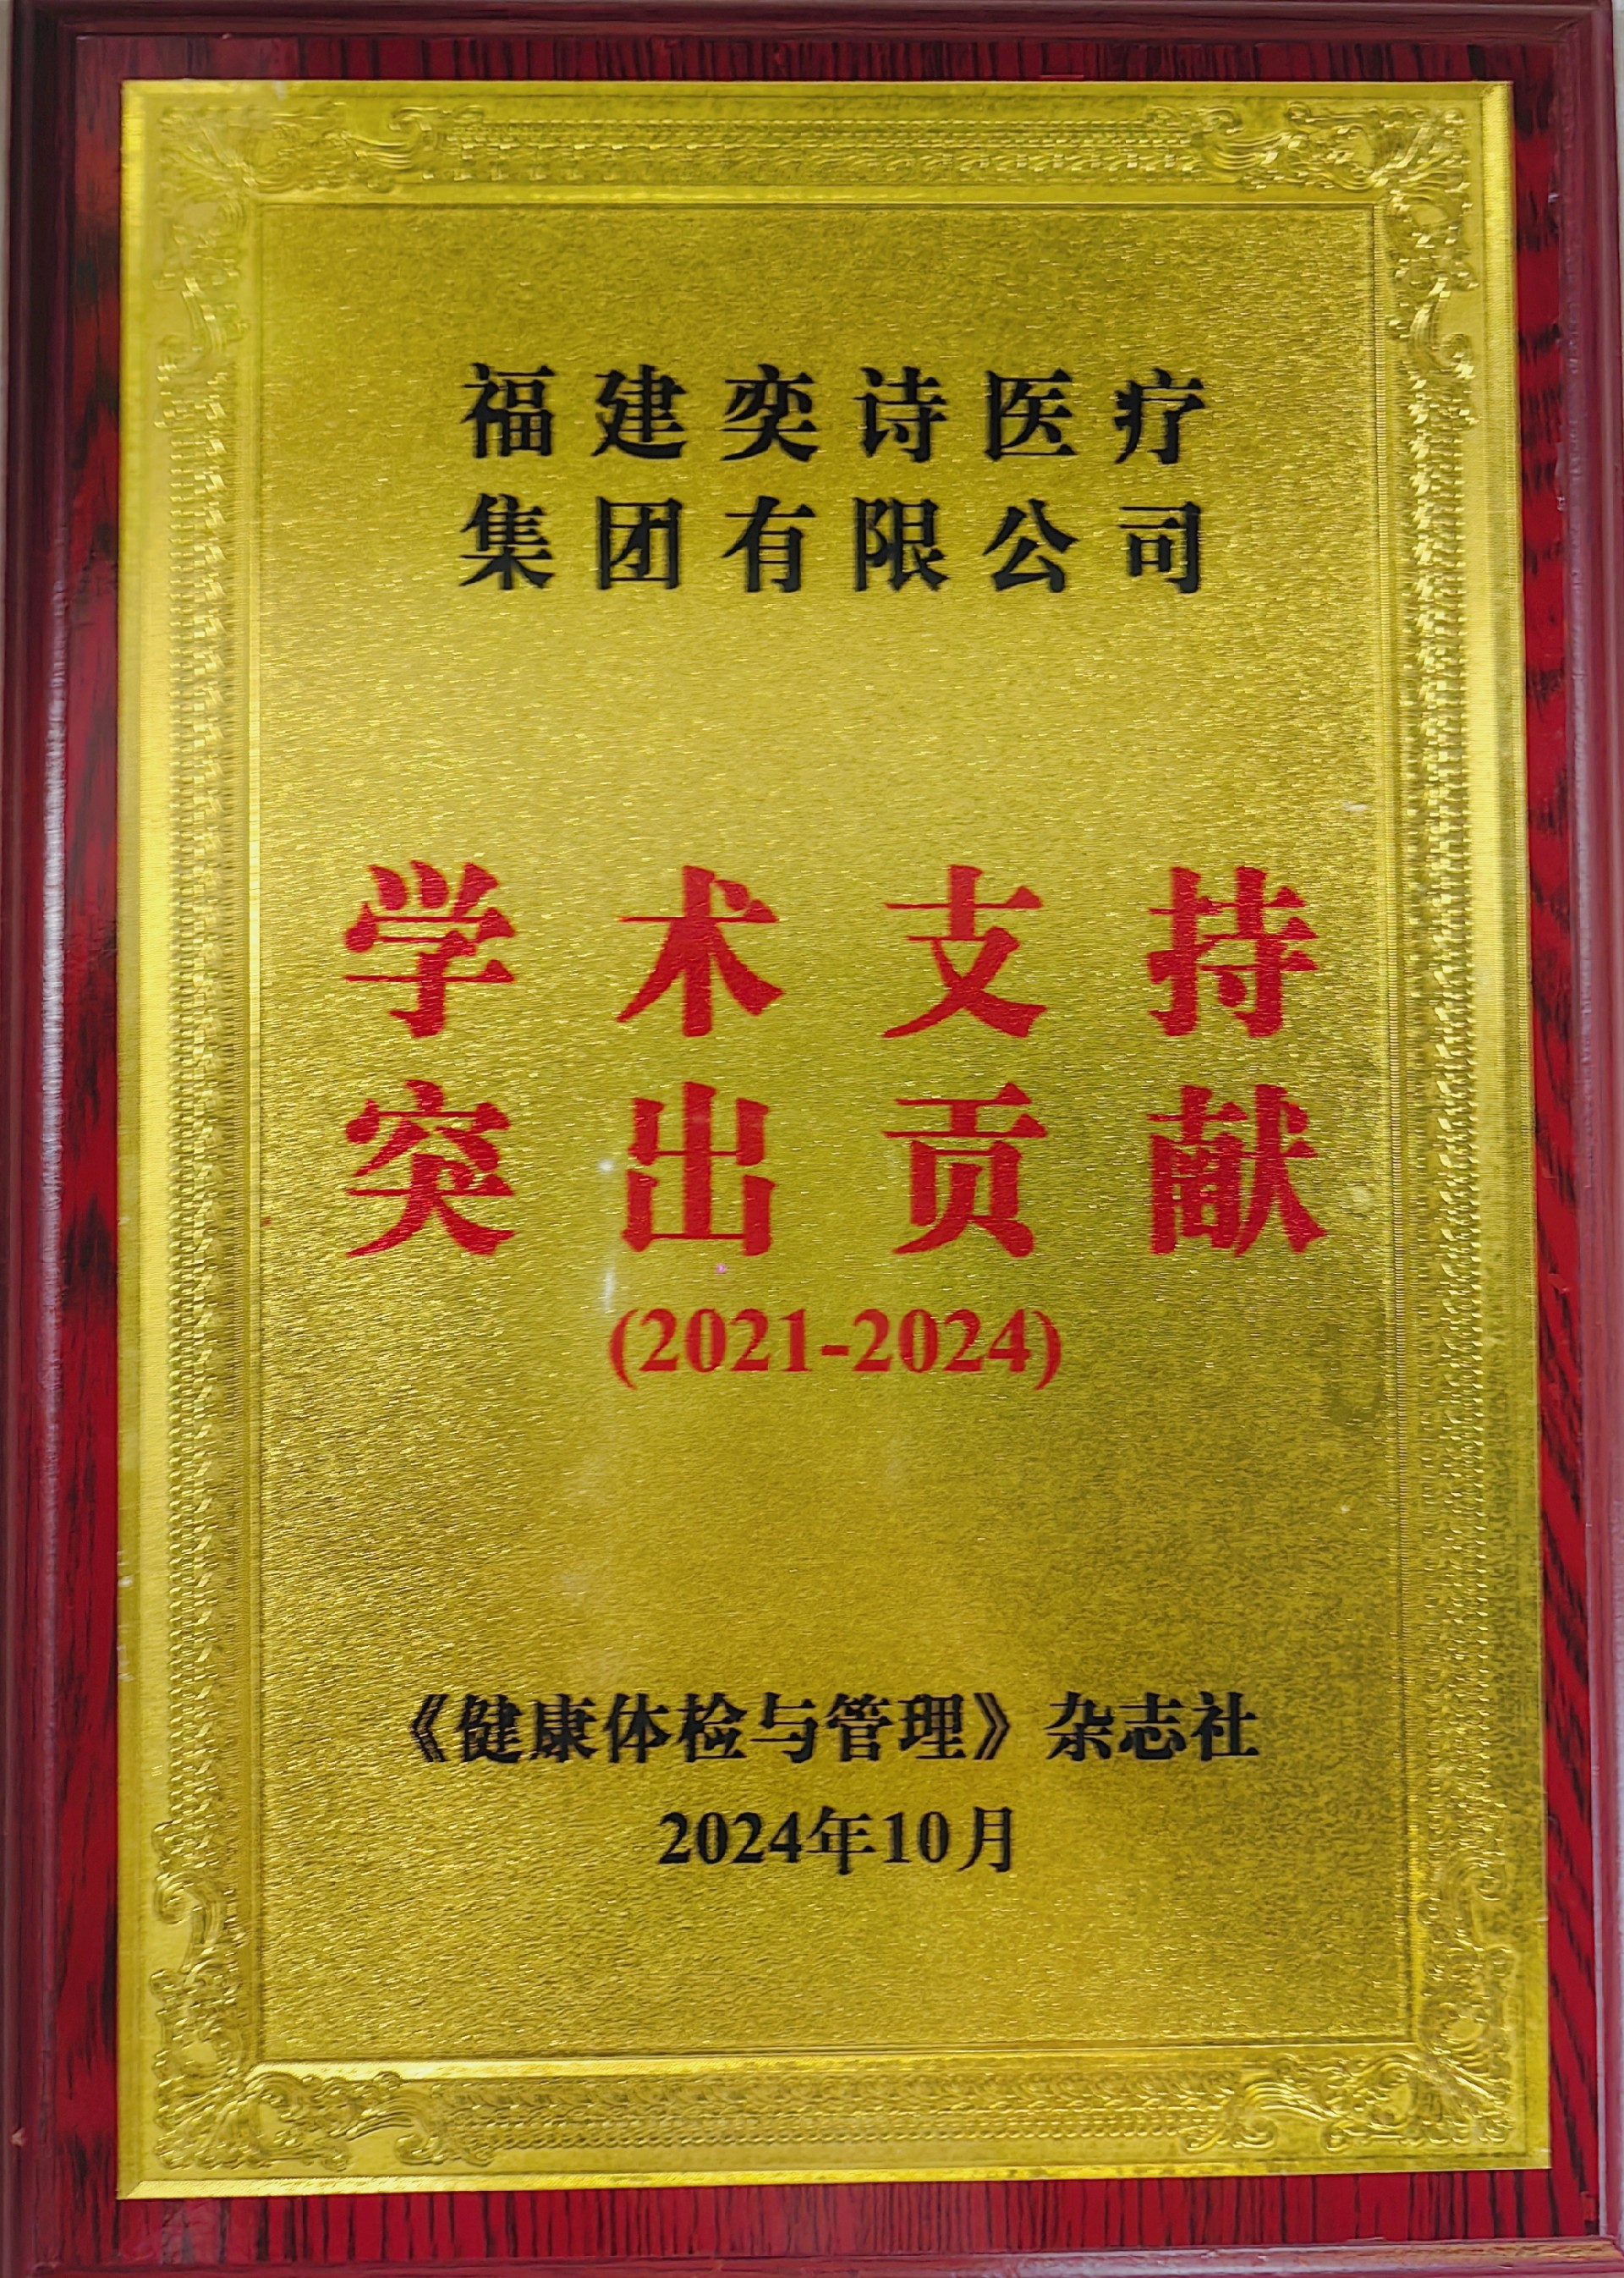 福建奕诗医疗
集团有限公司
学术支持
突出贡献
(2021-2024)
《健康体检与管理》杂志社
2024年10月